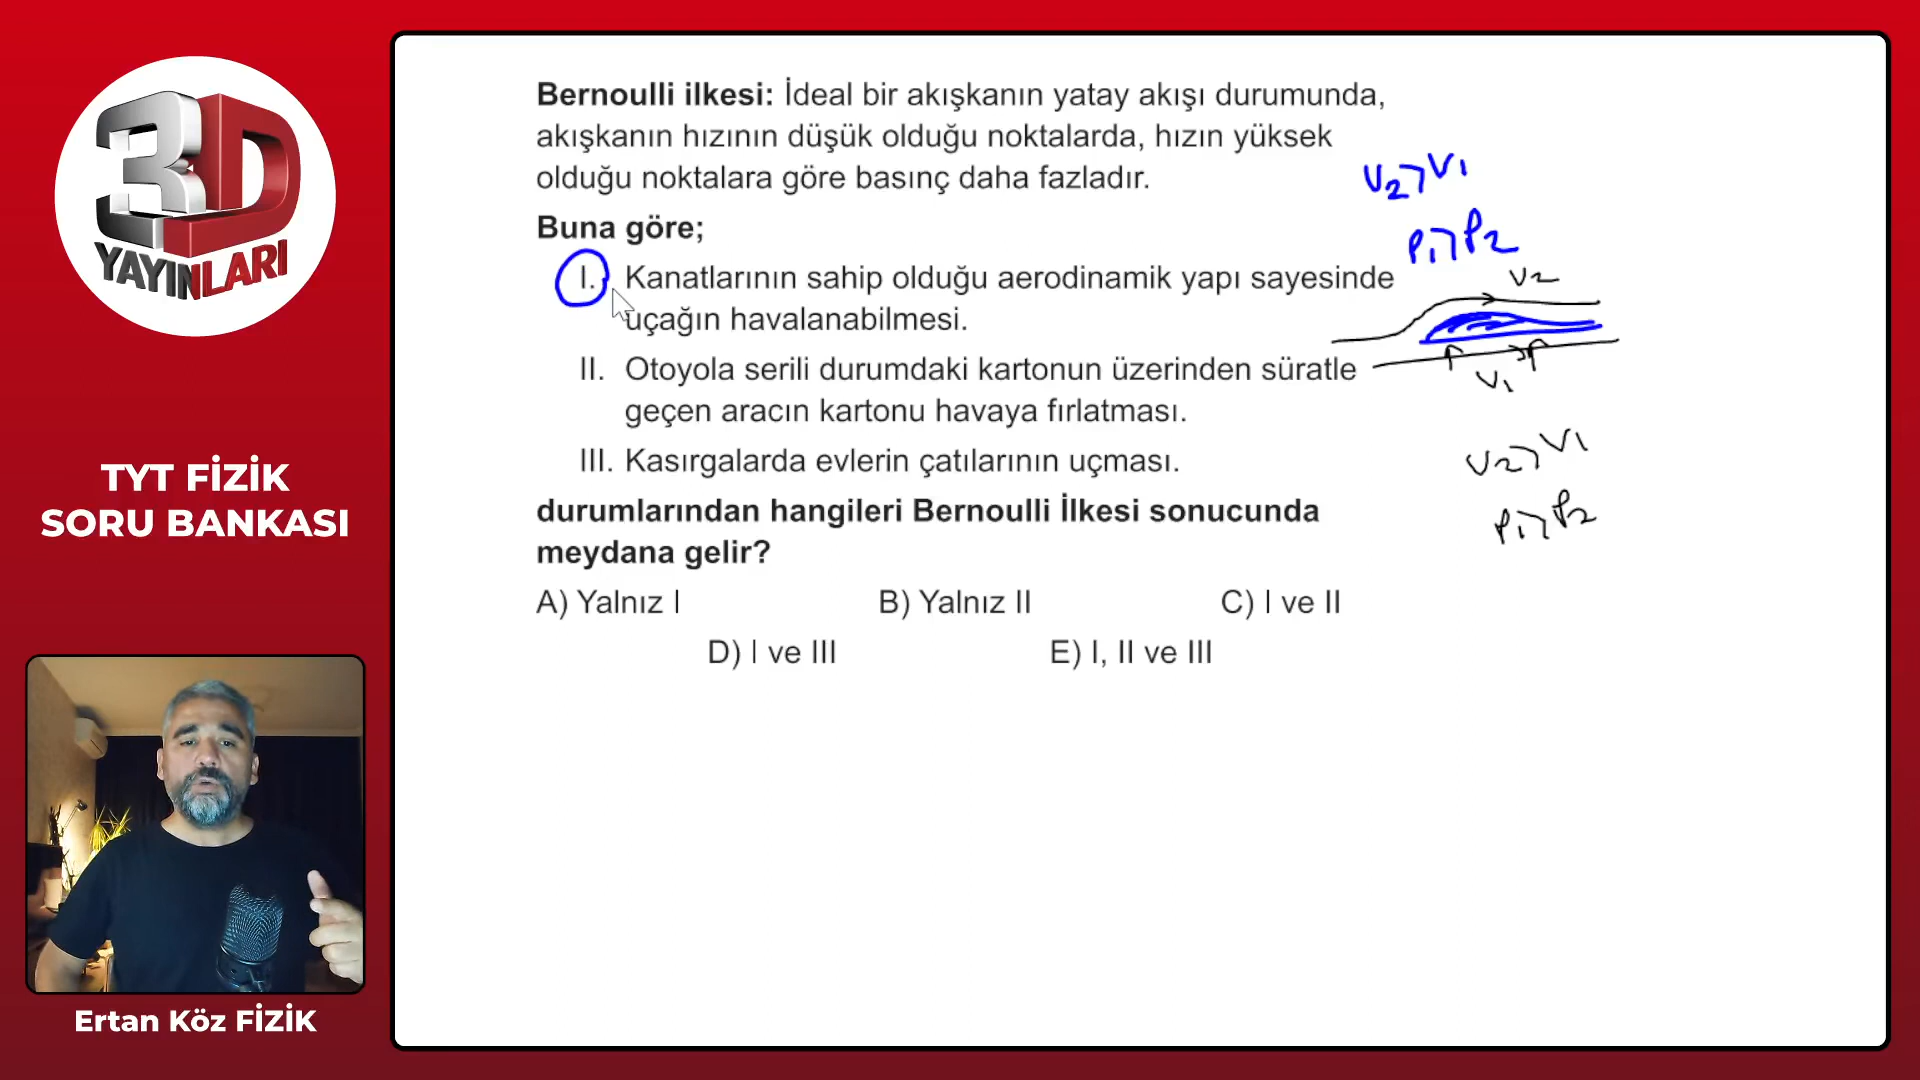 3D
YAYINLARI
TYT FİZİK
SORU BANKASI
Ertan Köz FİZİK
Bernoulli ilkesi: İdeal bir akışkanın yatay akışı durumunda,
akışkanın hızının düşük olduğu noktalarda, hızın yüksek
olduğu noktalara göre basınç daha fazladır.
Buna göre;
I. Kanatlarının sahip olduğu aerodinamik yapı sayesinde
uçağın havalanabilmesi.
II. Otoyola serili durumdaki kartonun üzerinden süratle
geçen aracın kartonu havaya fırlatması.
III. Kasırgalarda evlerin çatılarının uçması.
durumlarından hangileri Bernoulli İlkesi sonucunda
meydana gelir?
A) Yalnız I B) Yalnız II C) I ve II
D) I ve III E) I, II ve III
V2>V1
P1>P2
V2
V1
V2>V1
P1>P2